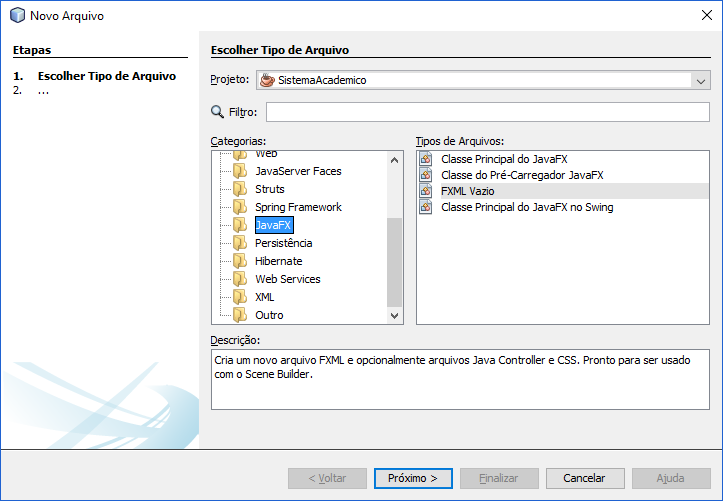 Novo Arquivo
Etapas
1. Escolher Tipo de Arquivo
2. ...
Escolher Tipo de Arquivo
Projeto: SistemaAcademico
Filtro:
Categorias:
Web
JavaServer Faces
Struts
Spring Framework
JavaFX
Persistência
Hibernate
Web Services
XML
Outro
Tipos de Arquivos:
Classe Principal do JavaFX
Classe do Pré-Carregador JavaFX
FXML Vazio
Classe Principal do JavaFX no Swing
Descrição:
Cria um novo arquivo FXML e opcionalmente arquivos Java Controller e CSS. Pronto para ser usado
com o Scene Builder.
< Voltar Próximo > Finalizar Cancelar Ajuda